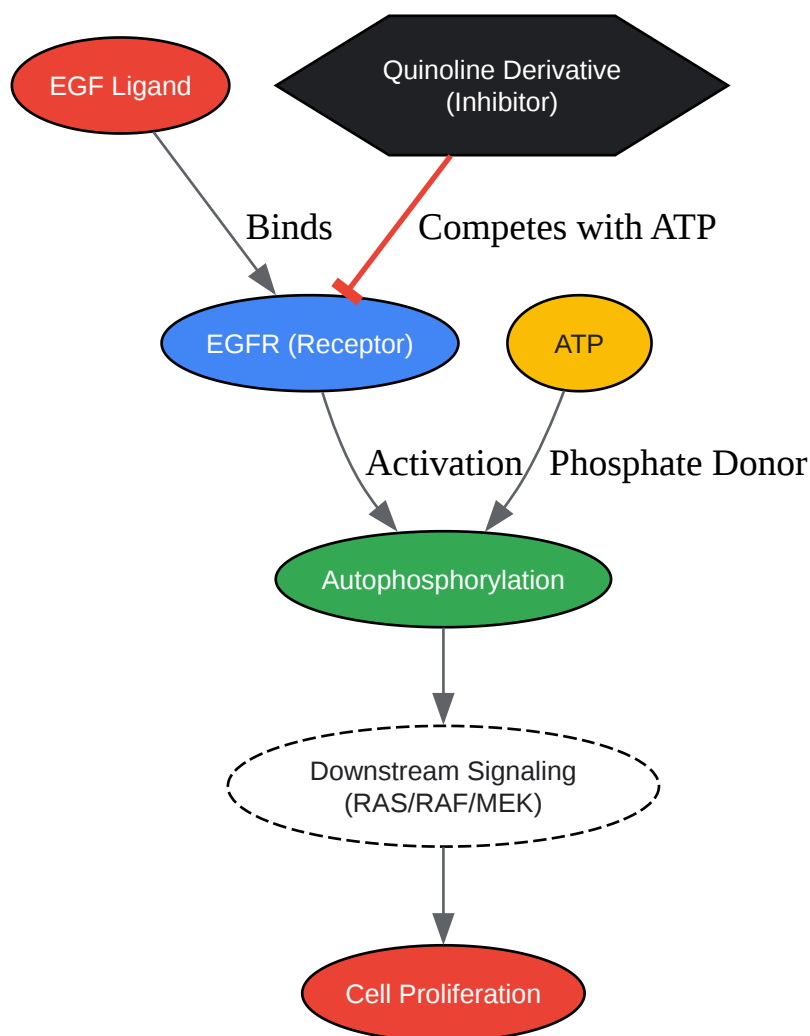 EGF Ligand
Quinoline Derivative
(Inhibitor)
Binds
Competes with ATP
EGFR (Receptor)
ATP
Activation
Phosphate Donor
Autophosphorylation
Downstream Signaling
(RAS/RAF/MEK)
Cell Proliferation